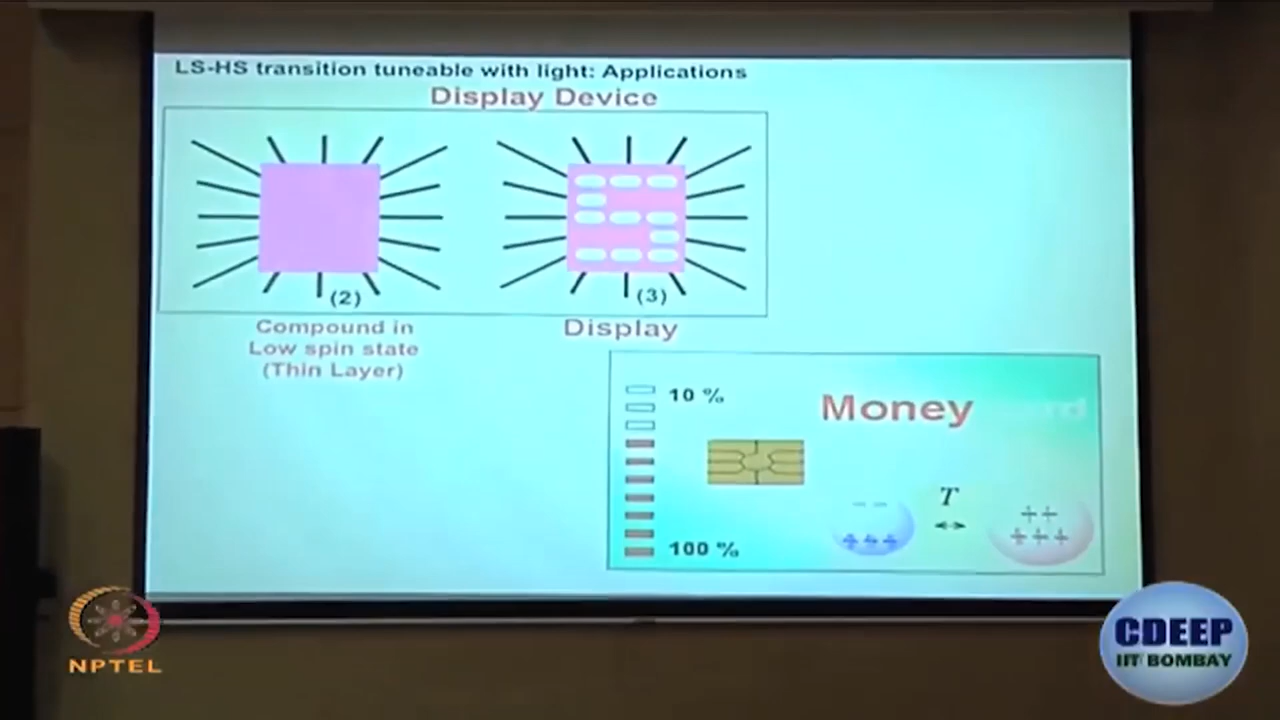 LS-HS transition tuneable with light: Applications
Display Device
(2)
(3)
Compound in
Low spin state
(Thin Layer)
Display
10 %
Money
T
100 %
NPTEL
CDEEP
IIT BOMBAY